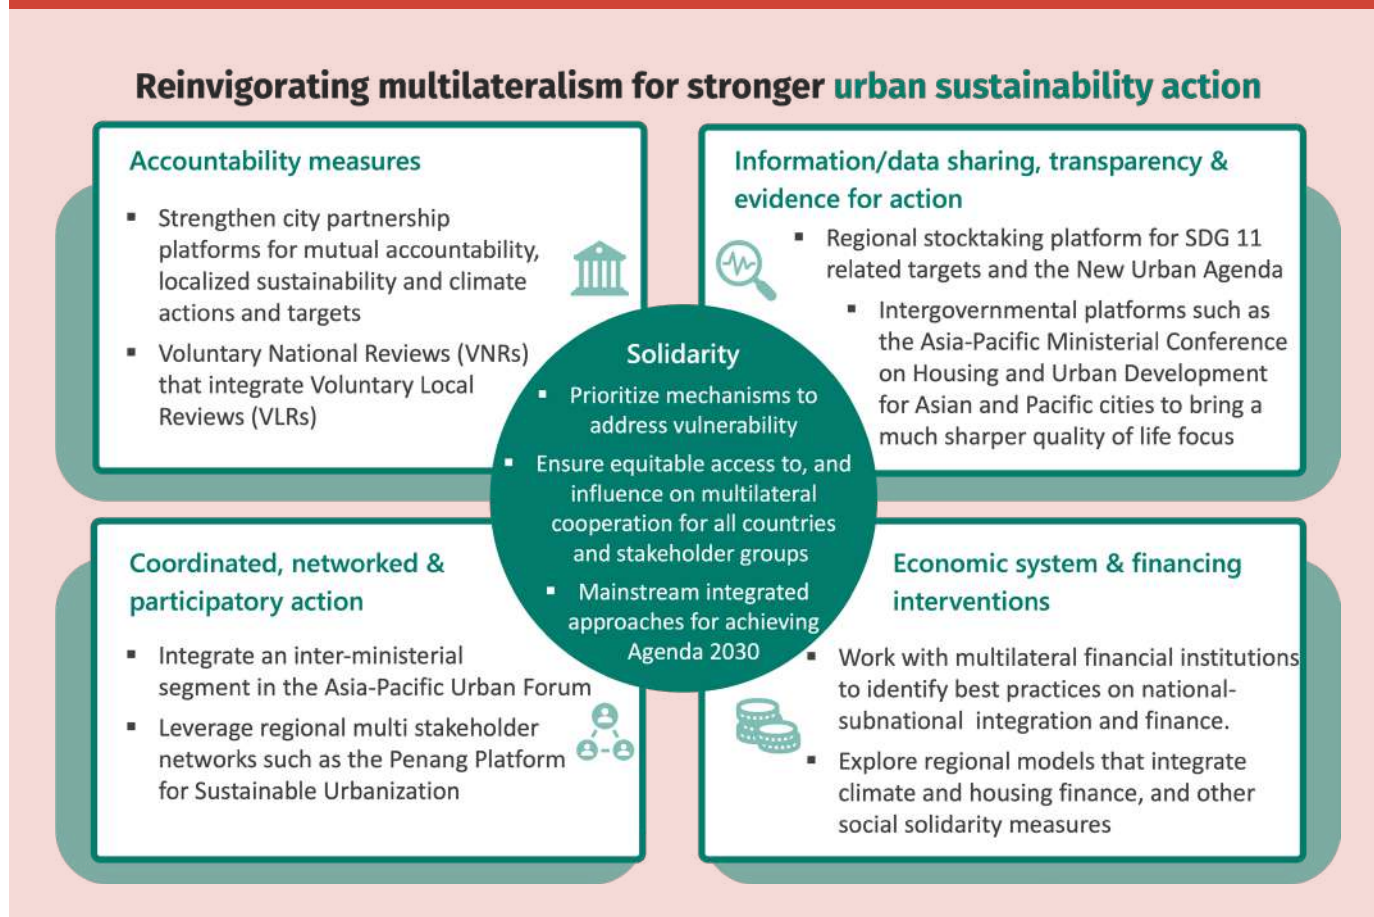 Reinvigorating multilateralism for stronger urban sustainability action
Accountability measures
▪ Strengthen city partnership
platforms for mutual accountability,
localized sustainability and climate
actions and targets
▪ Voluntary National Reviews (VNRs)
that integrate Voluntary Local
Reviews (VLRs)
Information/data sharing, transparency &
evidence for action
▪ Regional stocktaking platform for SDG 11
related targets and the New Urban Agenda
▪ Intergovernmental platforms such as
the Asia-Pacific Ministerial Conference
on Housing and Urban Development
for Asian and Pacific cities to bring a
much sharper quality of life focus
Solidarity
▪ Prioritize mechanisms to
address vulnerability
▪ Ensure equitable access to, and
influence on multilateral
cooperation for all countries
and stakeholder groups
▪ Mainstream integrated
approaches for achieving
Agenda 2030
Coordinated, networked &
participatory action
▪ Integrate an inter-ministerial
segment in the Asia-Pacific Urban Forum
▪ Leverage regional multi stakeholder
networks such as the Penang Platform
for Sustainable Urbanization
Economic system & financing
interventions
▪ Work with multilateral financial institutions
to identify best practices on national-
subnational integration and finance.
▪ Explore regional models that integrate
climate and housing finance, and other
social solidarity measures